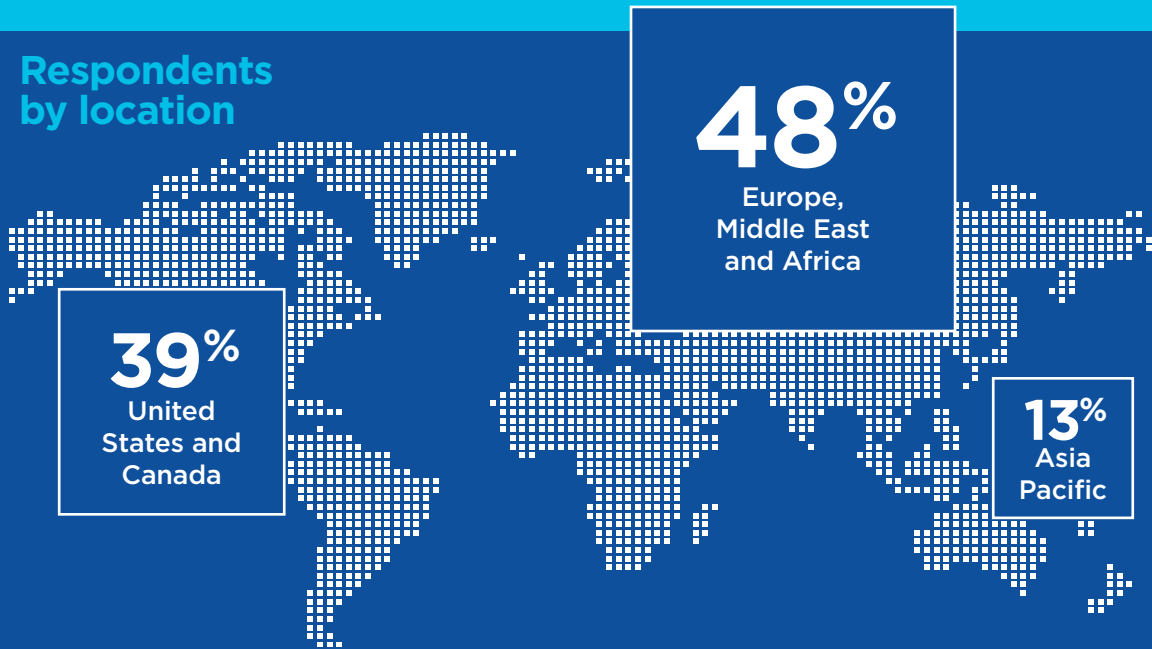 Respondents
by location
48%
Europe,
Middle East
and Africa
39%
United
States and
Canada
13%
Asia
Pacific